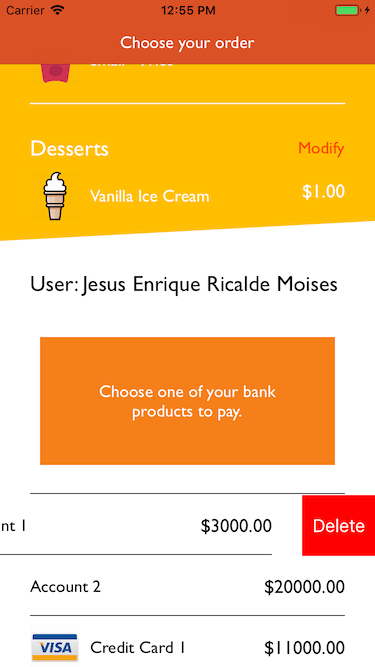 Carrier 12:55 PM
Choose your order
Desserts Modify
Vanilla Ice Cream $1.00
User: Jesus Enrique Ricalde Moises
Choose one of your bank
products to pay.
nt 1 $3000.00 Delete
Account 2 $20000.00
VISA Credit Card 1 $11000.00